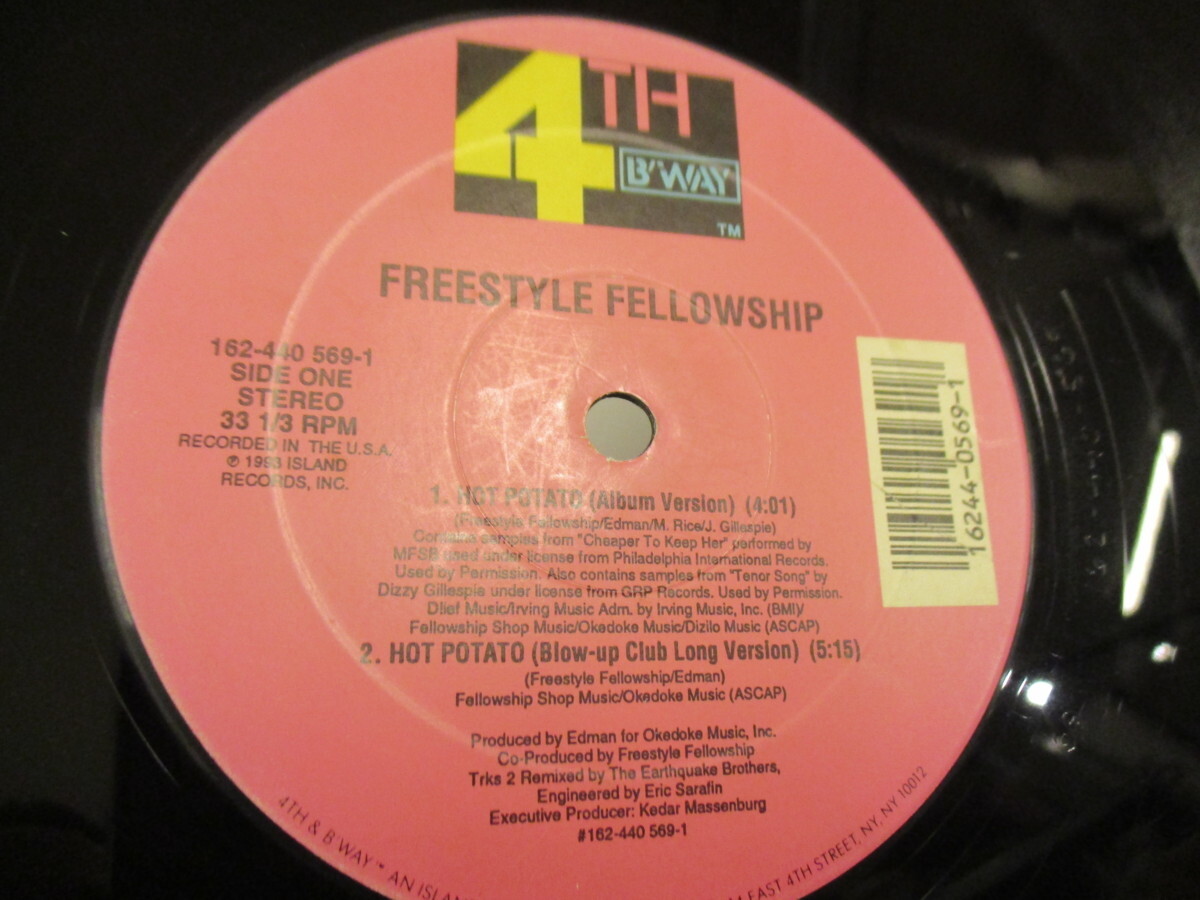 4TH
B'WAY
TM
FREESTYLE FELLOWSHIP
162-440 569-1
SIDE ONE
STEREO
33 1/3 RPM
RECORDED IN THE U.S.A.
℗ 1993 ISLAND
RECORDS, INC.
16244-0569-1
1. HOT POTATO (Album Version) (4:01)
(Freestyle Fellowship/Edman/M. Rice/J. Gillespie)
Contains samples from "Cheaper To Keep Her" performed by
MFSB used under license from Philadelphia International Records.
Used by Permission. Also contains samples from "Tenor Song" by
Dizzy Gillespie under license from GRP Records. Used by Permission.
Dlief Music/Irving Music Adm. by Irving Music, Inc. (BMI)/
Fellowship Shop Music/Okedoke Music/Dizilo Music (ASCAP)
2. HOT POTATO (Blow-up Club Long Version) (5:15)
(Freestyle Fellowship/Edman)
Fellowship Shop Music/Okedoke Music (ASCAP)
Produced by Edman for Okedoke Music, Inc.
Co-Produced by Freestyle Fellowship
Trks 2 Remixed by The Earthquake Brothers,
Engineered by Eric Sarafin
Executive Producer: Kedar Massenburg
#162-440 569-1
4TH & B'WAY™ AN EAST 4TH STREET, NY, NY 10012